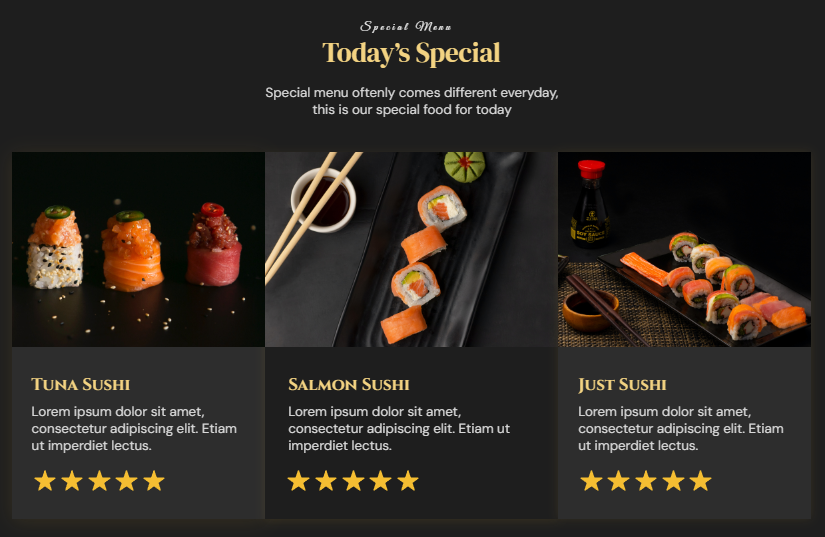 Special Menu
Today's Special
Special menu oftenly comes different everyday,
this is our special food for today
SOY SAUCE
Tuna Sushi
Lorem ipsum dolor sit amet,
consectetur adipiscing elit. Etiam
ut imperdiet lectus.
Salmon Sushi
Lorem ipsum dolor sit amet,
consectetur adipiscing elit. Etiam ut
imperdiet lectus.
Just Sushi
Lorem ipsum dolor sit amet,
consectetur adipiscing elit. Etiam
ut imperdiet lectus.